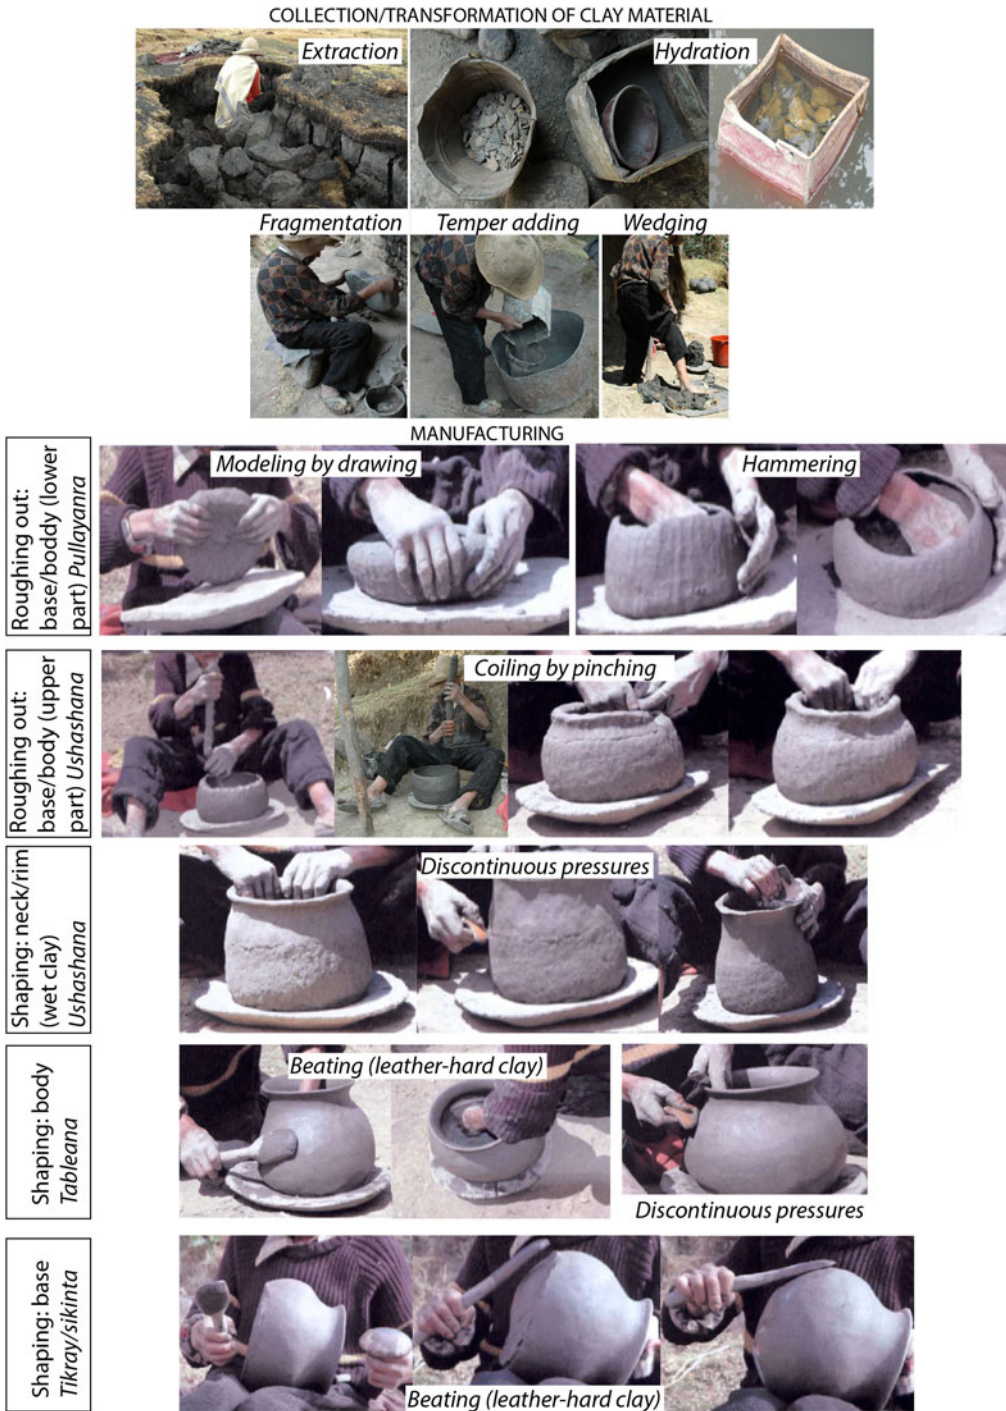 COLLECTION/TRANSFORMATION OF CLAY MATERIAL
Extraction
Hydration
Fragmentation
Temper adding
Wedging
MANUFACTURING
Roughing out:
base/boddy (lower
part) Pullayanra
Modeling by drawing
Hammering
Roughing out:
base/body (upper
part) Ushashana
Coiling by pinching
Shaping: neck/rim
(wet clay)
Ushashana
Discontinuous pressures
Shaping: body
Tableana
Beating (leather-hard clay)
Discontinuous pressures
Shaping: base
Tikray/sikinta
Beating (leather-hard clay)